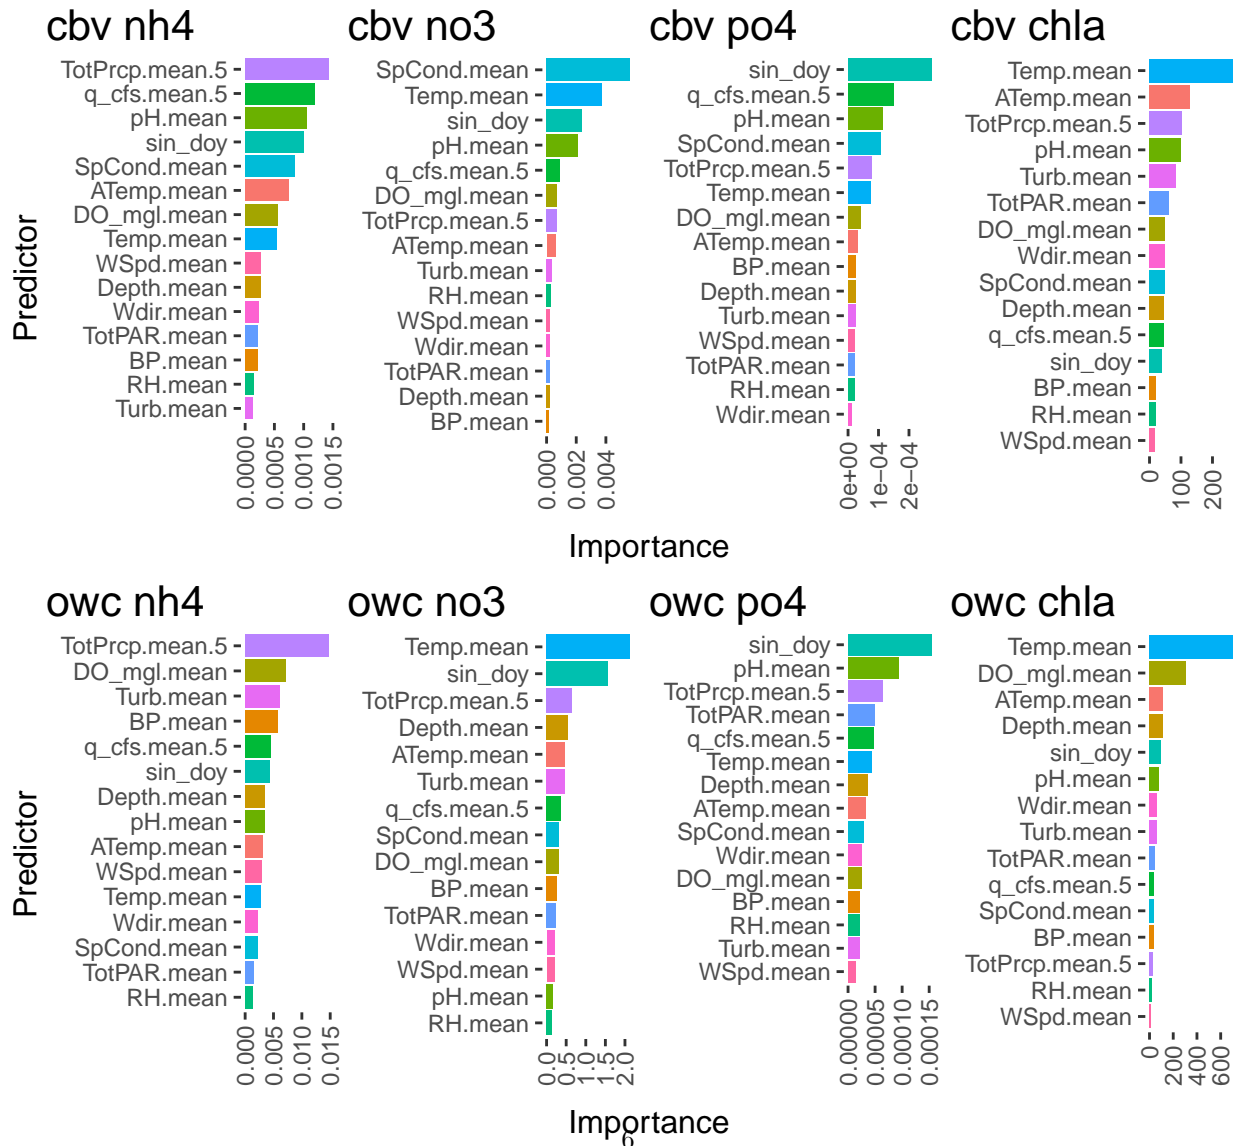 cbv nh4
TotPrcp.mean.5
q_cfs.mean.5
pH.mean
sin_doy
SpCond.mean
ATemp.mean
DO_mgl.mean
Temp.mean
WSpd.mean
Depth.mean
Wdir.mean
TotPAR.mean
BP.mean
RH.mean
Turb.mean
0.0000
0.0005
0.0010
0.0015
cbv no3
SpCond.mean
Temp.mean
sin_doy
pH.mean
q_cfs.mean.5
DO_mgl.mean
TotPrcp.mean.5
ATemp.mean
Turb.mean
RH.mean
WSpd.mean
Wdir.mean
TotPAR.mean
Depth.mean
BP.mean
0.000
0.002
0.004
cbv po4
sin_doy
q_cfs.mean.5
pH.mean
SpCond.mean
TotPrcp.mean.5
Temp.mean
DO_mgl.mean
ATemp.mean
BP.mean
Depth.mean
Turb.mean
WSpd.mean
TotPAR.mean
RH.mean
Wdir.mean
0e+00
1e-04
2e-04
cbv chla
Temp.mean
ATemp.mean
TotPrcp.mean.5
pH.mean
Turb.mean
TotPAR.mean
DO_mgl.mean
Wdir.mean
SpCond.mean
Depth.mean
q_cfs.mean.5
sin_doy
BP.mean
RH.mean
WSpd.mean
0
100
200
Predictor
Importance
owc nh4
TotPrcp.mean.5
DO_mgl.mean
Turb.mean
BP.mean
q_cfs.mean.5
sin_doy
Depth.mean
pH.mean
ATemp.mean
WSpd.mean
Temp.mean
Wdir.mean
SpCond.mean
TotPAR.mean
RH.mean
0.000
0.005
0.010
0.015
owc no3
Temp.mean
sin_doy
TotPrcp.mean.5
Depth.mean
ATemp.mean
Turb.mean
q_cfs.mean.5
SpCond.mean
DO_mgl.mean
BP.mean
TotPAR.mean
Wdir.mean
WSpd.mean
pH.mean
RH.mean
0.0
0.5
1.0
1.5
2.0
owc po4
sin_doy
pH.mean
TotPrcp.mean.5
TotPAR.mean
q_cfs.mean.5
Temp.mean
Depth.mean
ATemp.mean
SpCond.mean
Wdir.mean
DO_mgl.mean
BP.mean
RH.mean
Turb.mean
WSpd.mean
0.00000
0.00005
0.00010
0.00015
owc chla
Temp.mean
DO_mgl.mean
ATemp.mean
Depth.mean
sin_doy
pH.mean
Wdir.mean
Turb.mean
TotPAR.mean
q_cfs.mean.5
SpCond.mean
BP.mean
TotPrcp.mean.5
RH.mean
WSpd.mean
0
200
400
600
Predictor
Importance
6